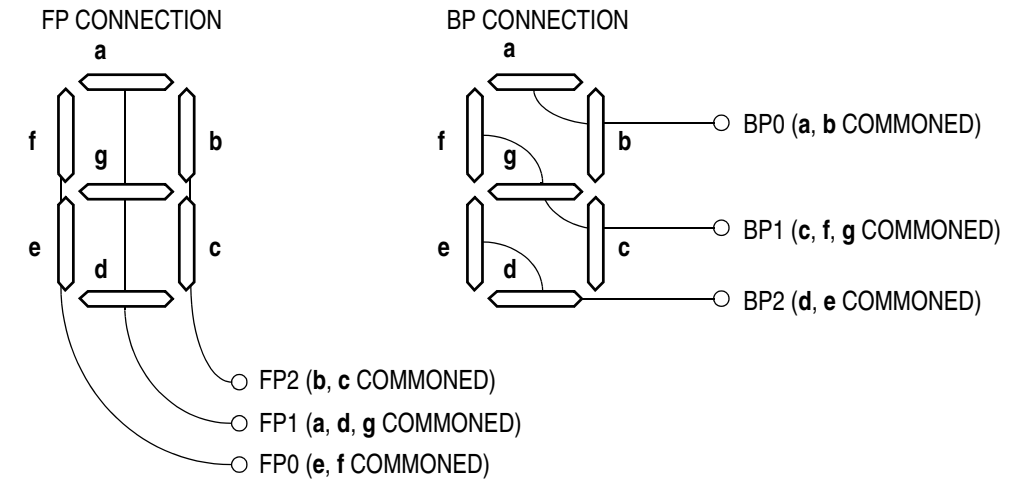 FP CONNECTION
a
f
b
g
e
c
d
FP2 (b, c COMMONED)
FP1 (a, d, g COMMONED)
FP0 (e, f COMMONED)
BP CONNECTION
a
BP0 (a, b COMMONED)
f
b
g
BP1 (c, f, g COMMONED)
e
c
d
BP2 (d, e COMMONED)